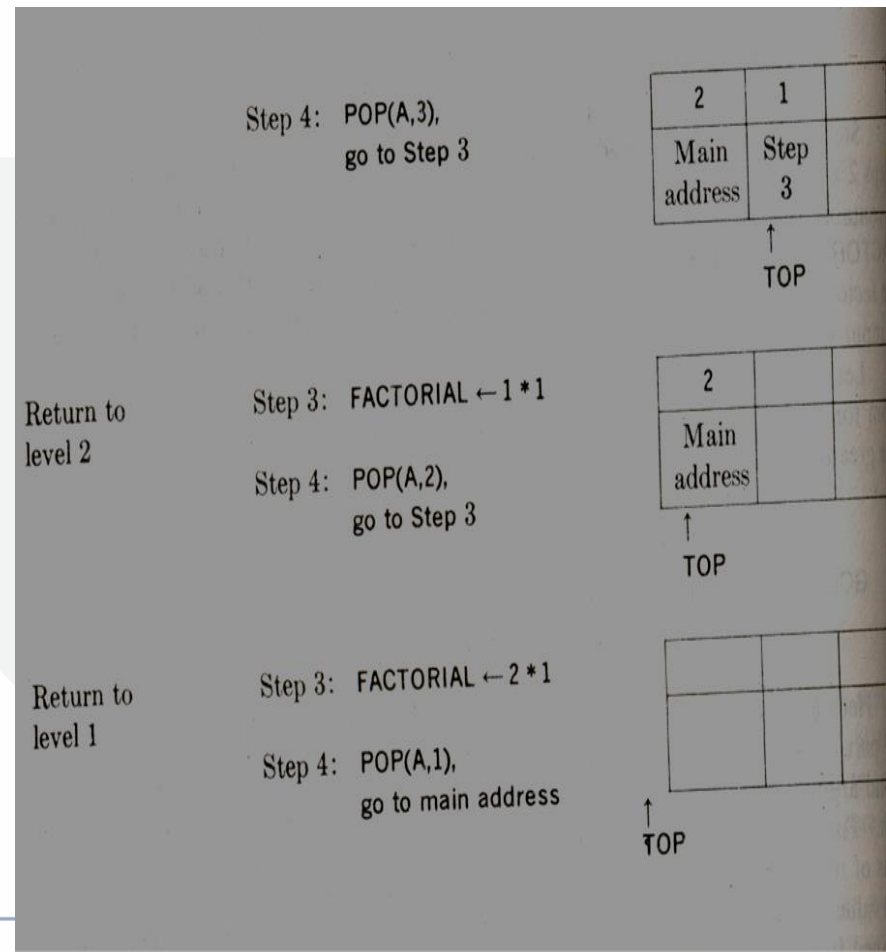 Step 4: POP(A,3),
go to Step 3
2 1
Main Step
address 3
↑
TOP
Return to
level 2
Step 3: FACTORIAL ← 1 * 1
Step 4: POP(A,2),
go to Step 3
2
Main
address
↑
TOP
Return to
level 1
Step 3: FACTORIAL ← 2 * 1
Step 4: POP(A,1),
go to main address
↑
TOP